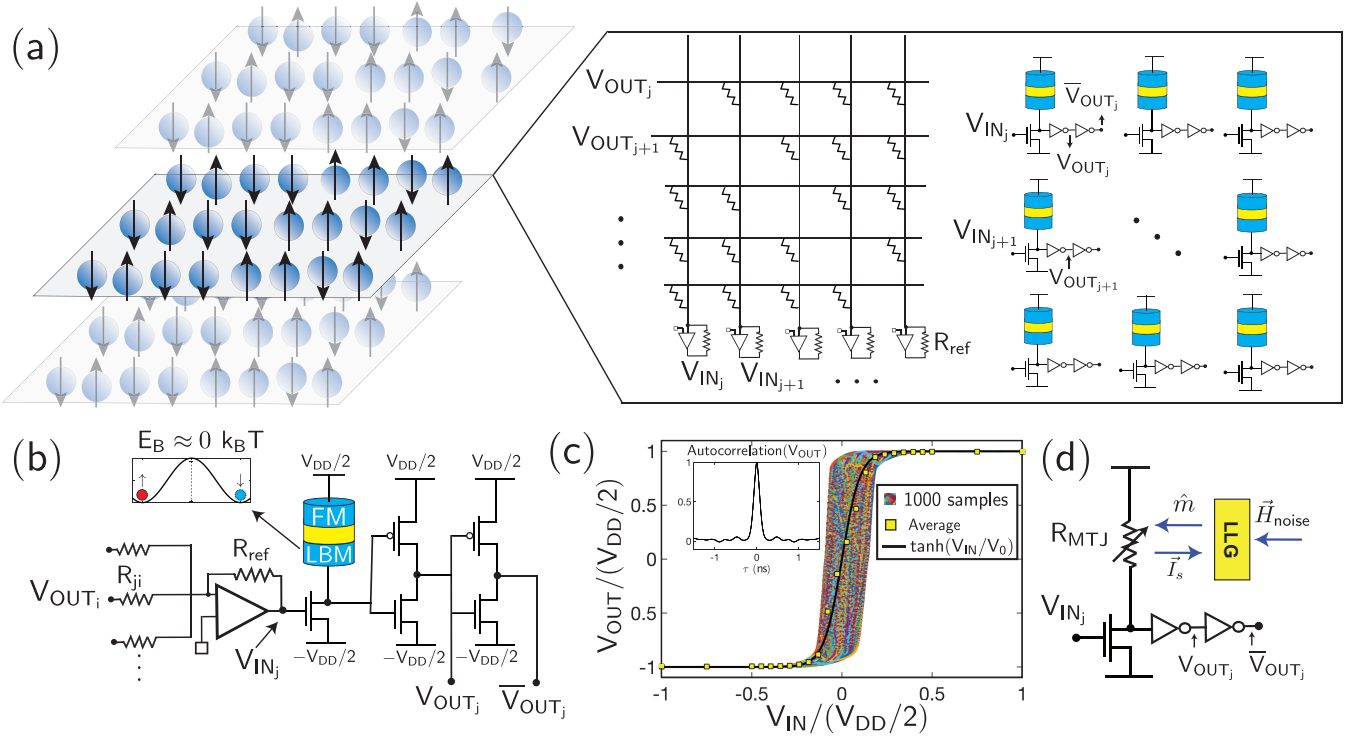 (a)
V_OUT_j
V_OUT_j+1
V_IN_j
V_IN_j+1
R_ref
V_IN_j
V̅_OUT_j
V_OUT_j
V_IN_j+1
V_OUT_j+1
(b)
E_B ≈ 0 k_BT
↑ ↓
V_DD/2
V_DD/2
V_DD/2
FM
LBM
R_ref
R_ji
V_OUT_i
V_IN_j
−V_DD/2
−V_DD/2
−V_DD/2
V_OUT_j
V̅_OUT_j
(c)
V_OUT/(V_DD/2)
1
0.5
0
-0.5
-1
Autocorrelation(V_OUT)
1
0.5
0
-1 0 1
τ (ns)
1000 samples
Average
tanh(V_IN/V_0)
-1 -0.5 0 0.5 1
V_IN/(V_DD/2)
(d)
R_MTJ
m̂
I⃗_s
LLG
H⃗_noise
V_IN_j
V_OUT_j
V̅_OUT_j